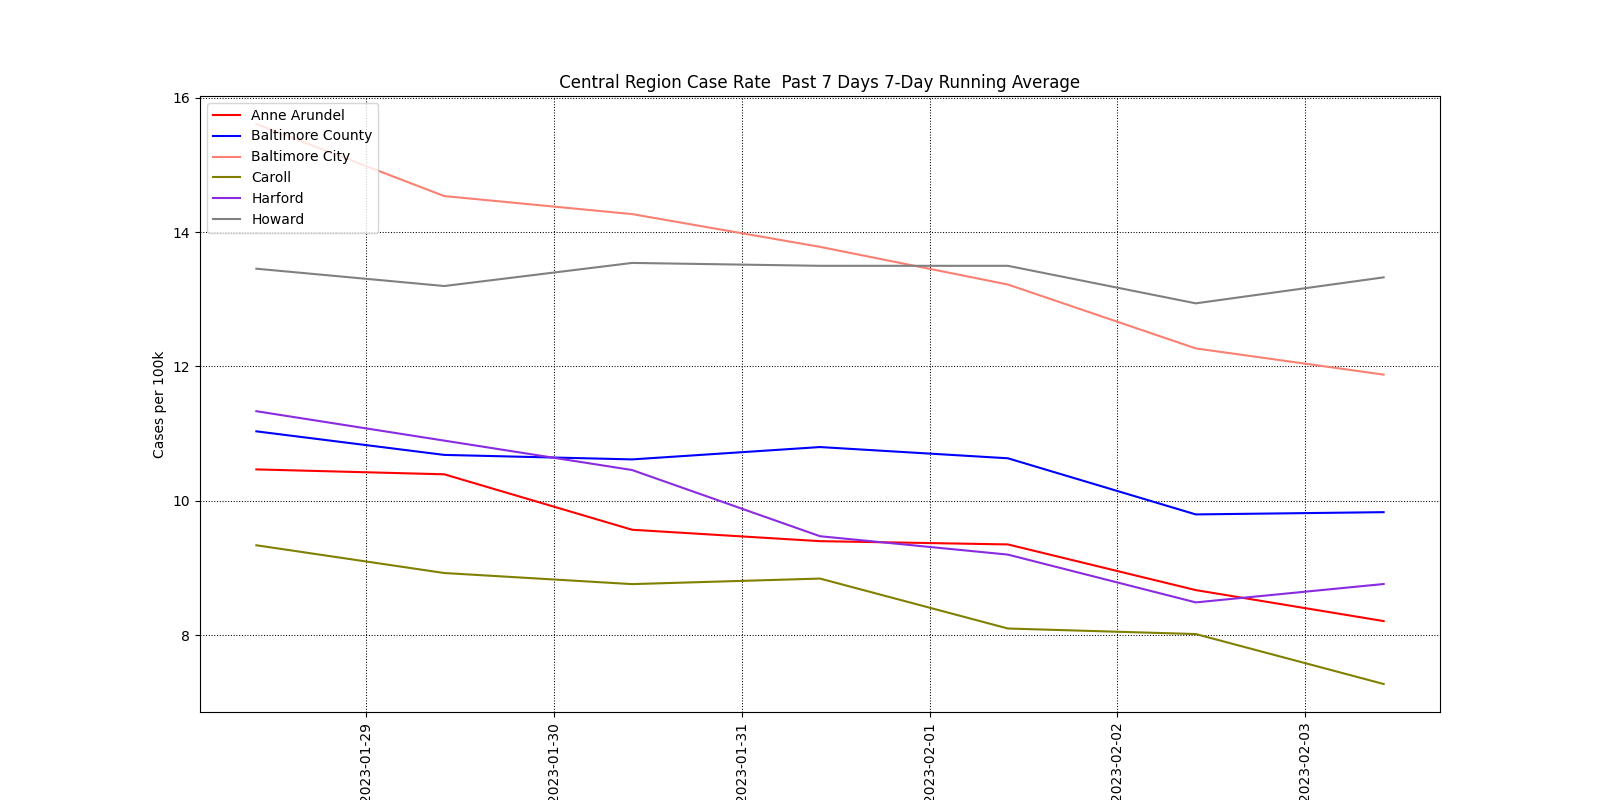 Central Region Case Rate  Past 7 Days 7-Day Running Average
16
14
12
10
8
Cases per 100k
Anne Arundel
Baltimore County
Baltimore City
Caroll
Harford
Howard
2023-01-29
2023-01-30
2023-01-31
2023-02-01
2023-02-02
2023-02-03